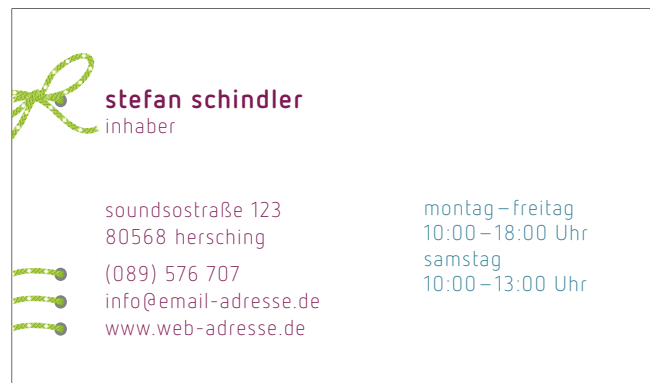 stefan schindler
inhaber
soundsostraße 123
80568 hersching
(089) 576 707
info@email-adresse.de
www.web-adresse.de
montag–freitag
10:00–18:00 Uhr
samstag
10:00–13:00 Uhr